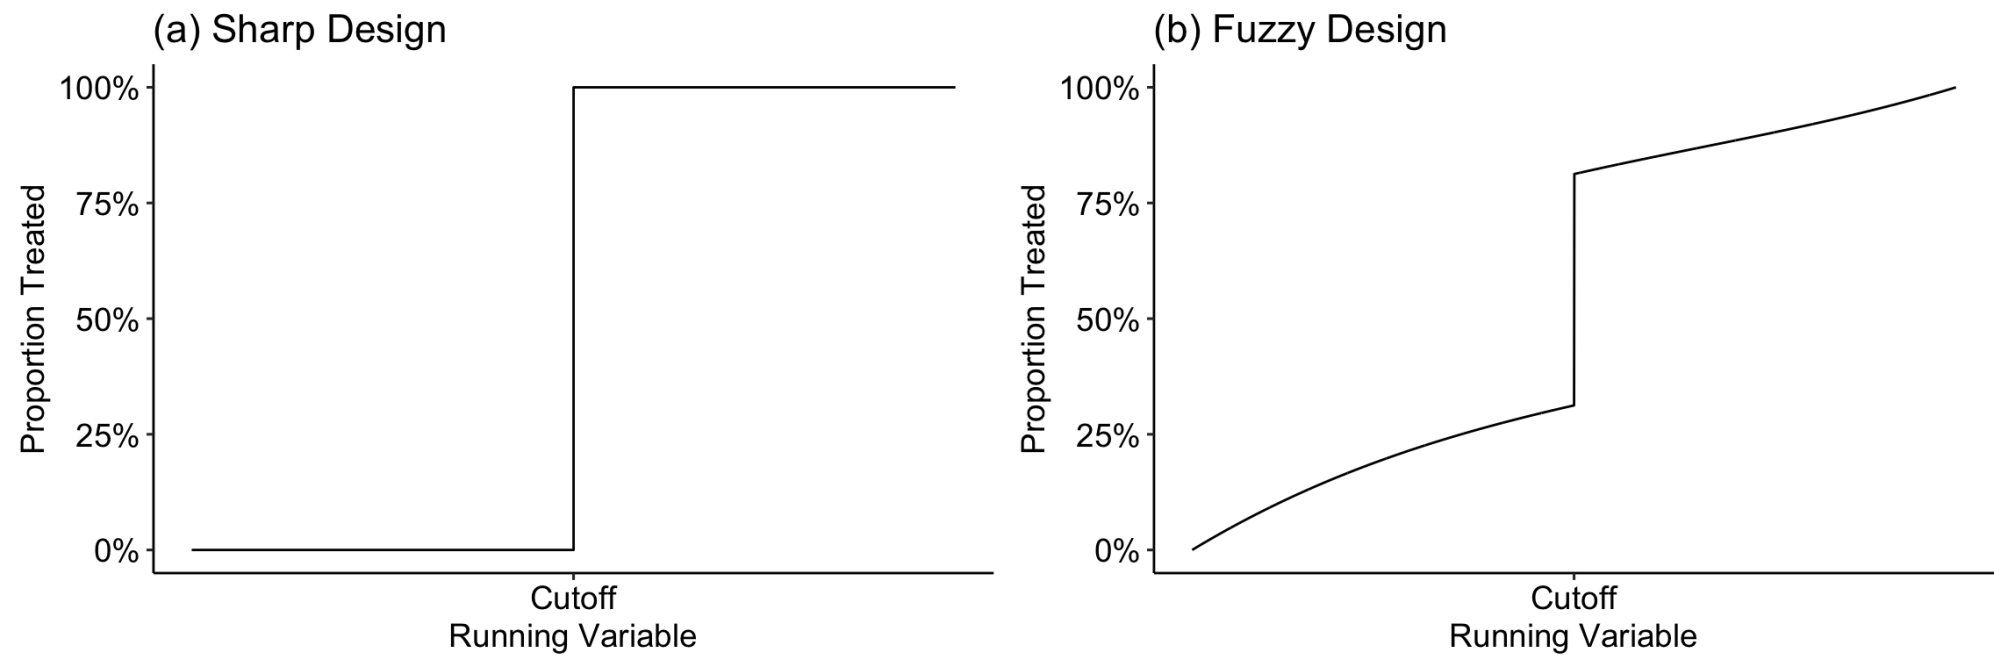 (a) Sharp Design
100%
75%
50%
25%
0%
Proportion Treated
Cutoff
Running Variable
(b) Fuzzy Design
100%
75%
50%
25%
0%
Proportion Treated
Cutoff
Running Variable